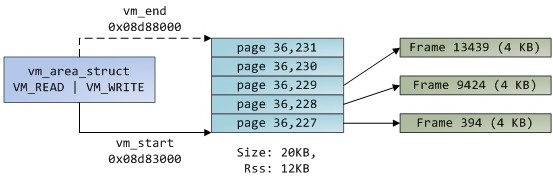 vm_end
0x08d88000
vm_area_struct
VM_READ | VM_WRITE
vm_start
0x08d83000
page 36,231
page 36,230
page 36,229
page 36,228
page 36,227
Size: 20KB,
Rss: 12KB
Frame 13439 (4 KB)
Frame 9424 (4 KB)
Frame 394 (4 KB)